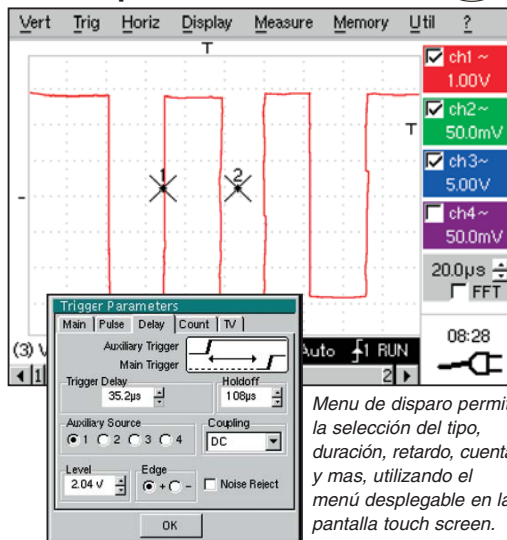 Vert Trig Horiz Display Measure Memory Util ?
T
ch1 ~
1.00V
ch2 ~
50.0mV
T
ch3 ~
5.00V
1 2
ch4 ~
50.0mV
20.0µs
FFT
Trigger Parameters
Main Pulse Delay Count TV
Auxiliary Trigger
Main Trigger
(3) Auto 1 RUN
08:28
1 2
Trigger Delay
35.2µs
Holdoff
108µs
Auxiliary Source
1 2 3 4
Coupling
DC
Level
2.04 V
Edge
+ -
Noise Reject
OK
Menu de disparo
la selección del tipo,
duración, retardo,
y mas, utilizando el
menú desplegable en
pantalla touch screen.